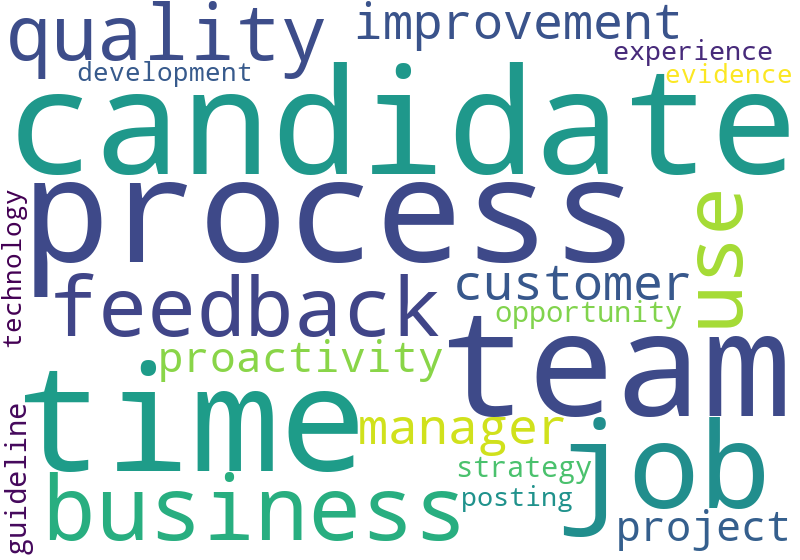 quality
improvement
experience
development
evidence
candidate
process
technology
use
feedback
customer
opportunity
team
proactivity
time
manager
job
guideline
business
strategy
posting
project